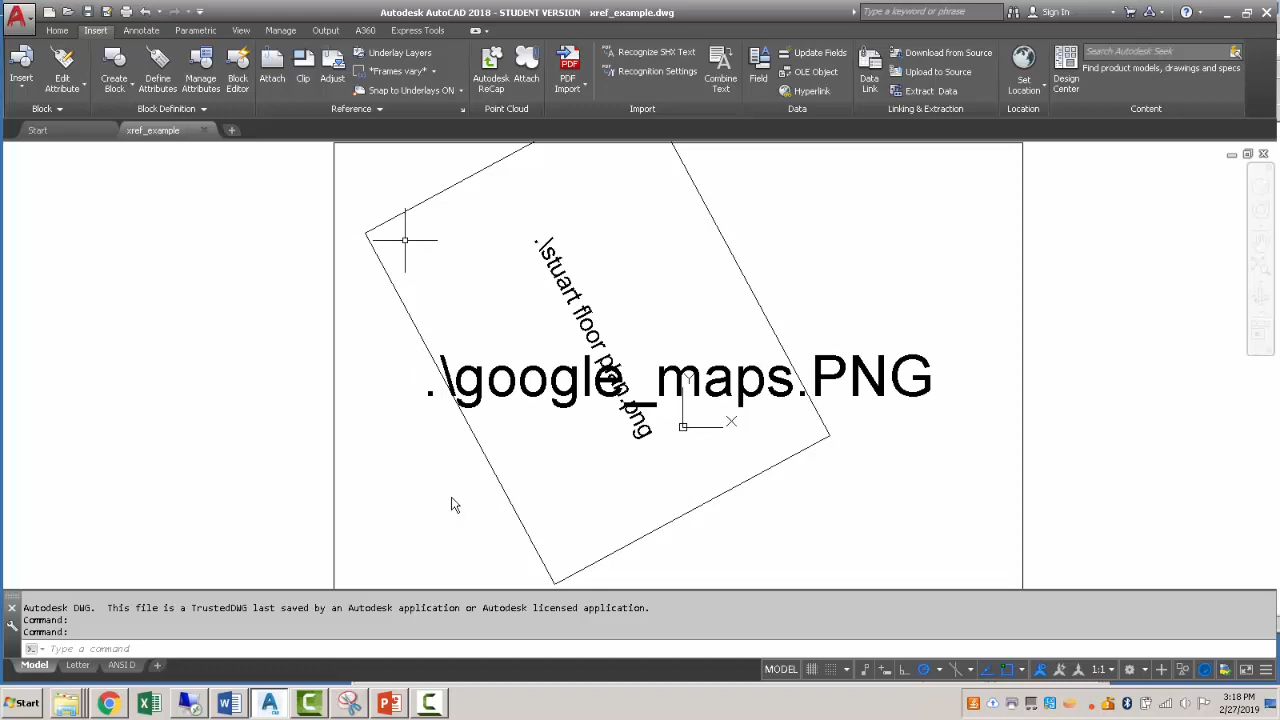 Autodesk AutoCAD 2018 - STUDENT VERSION xref_example.dwg
Type a keyword or phrase
Sign In
Home Insert Annotate Parametric View Manage Output A360 Express Tools
Insert
Edit Attribute
Create Block
Define Attributes
Manage Attributes
Block Editor
Attach
Clip
Adjust
Underlay Layers
*Frames vary*
Snap to Underlays ON
Autodesk ReCap
Attach
PDF
PDF Import
Recognize SHX Text
Recognition Settings
Combine Text
Field
Update Fields
OLE Object
Hyperlink
Data Link
Download from Source
Upload to Source
Extract Data
Set Location
Design Center
Search Autodesk Seek
Find product models, drawings and specs
Block Block Definition Reference Point Cloud Import Data Linking & Extraction Location Content
Start xref_example
.\stuart floor plan.png
.\google_maps.PNG
Y
X
Autodesk DWG. This file is a TrustedDWG last saved by an Autodesk application or Autodesk licensed application.
Command:
Command:
Type a command
Model Letter ANSI D
MODEL 1:1
Start
3:18 PM
2/27/2019